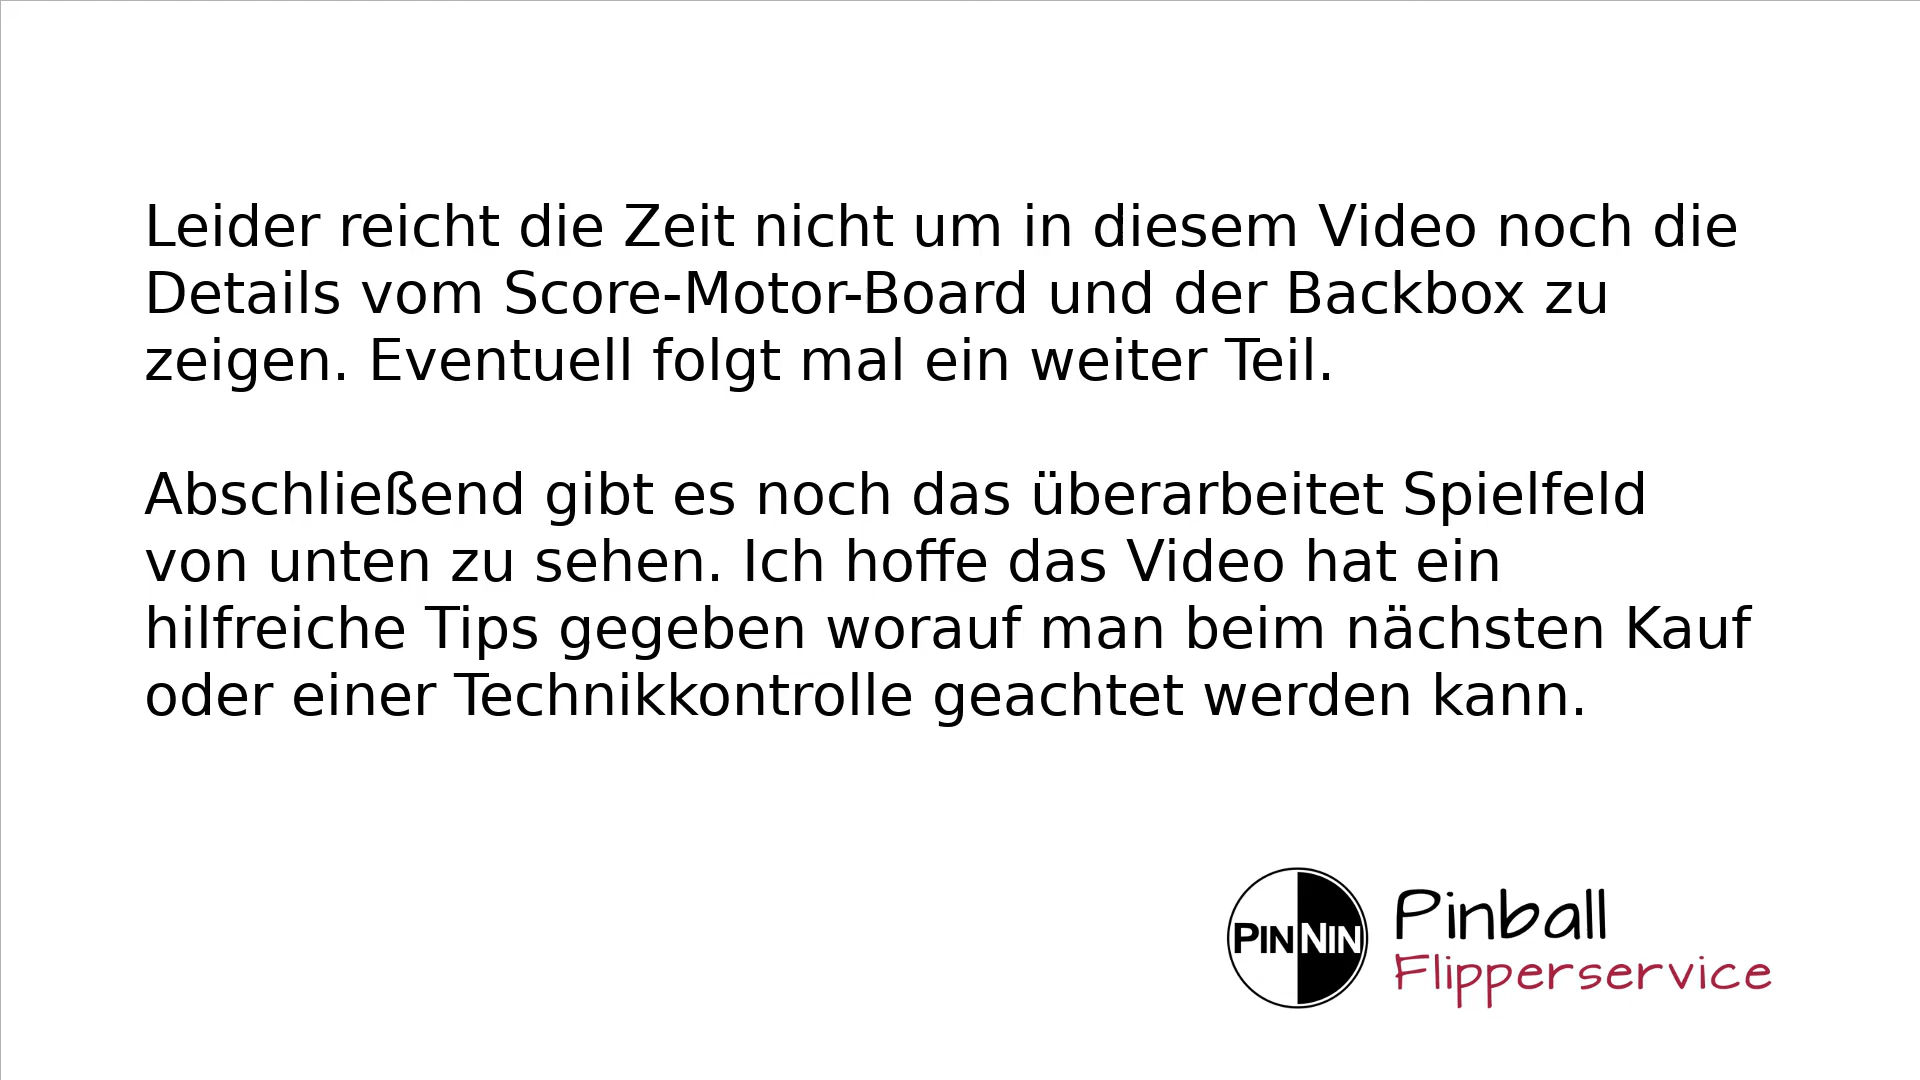 Leider reicht die Zeit nicht um in diesem Video noch die
Details vom Score-Motor-Board und der Backbox zu
zeigen. Eventuell folgt mal ein weiter Teil.
Abschließend gibt es noch das überarbeitet Spielfeld
von unten zu sehen. Ich hoffe das Video hat ein
hilfreiche Tips gegeben worauf man beim nächsten Kauf
oder einer Technikkontrolle geachtet werden kann.
PINNIN
Pinball
Flipperservice